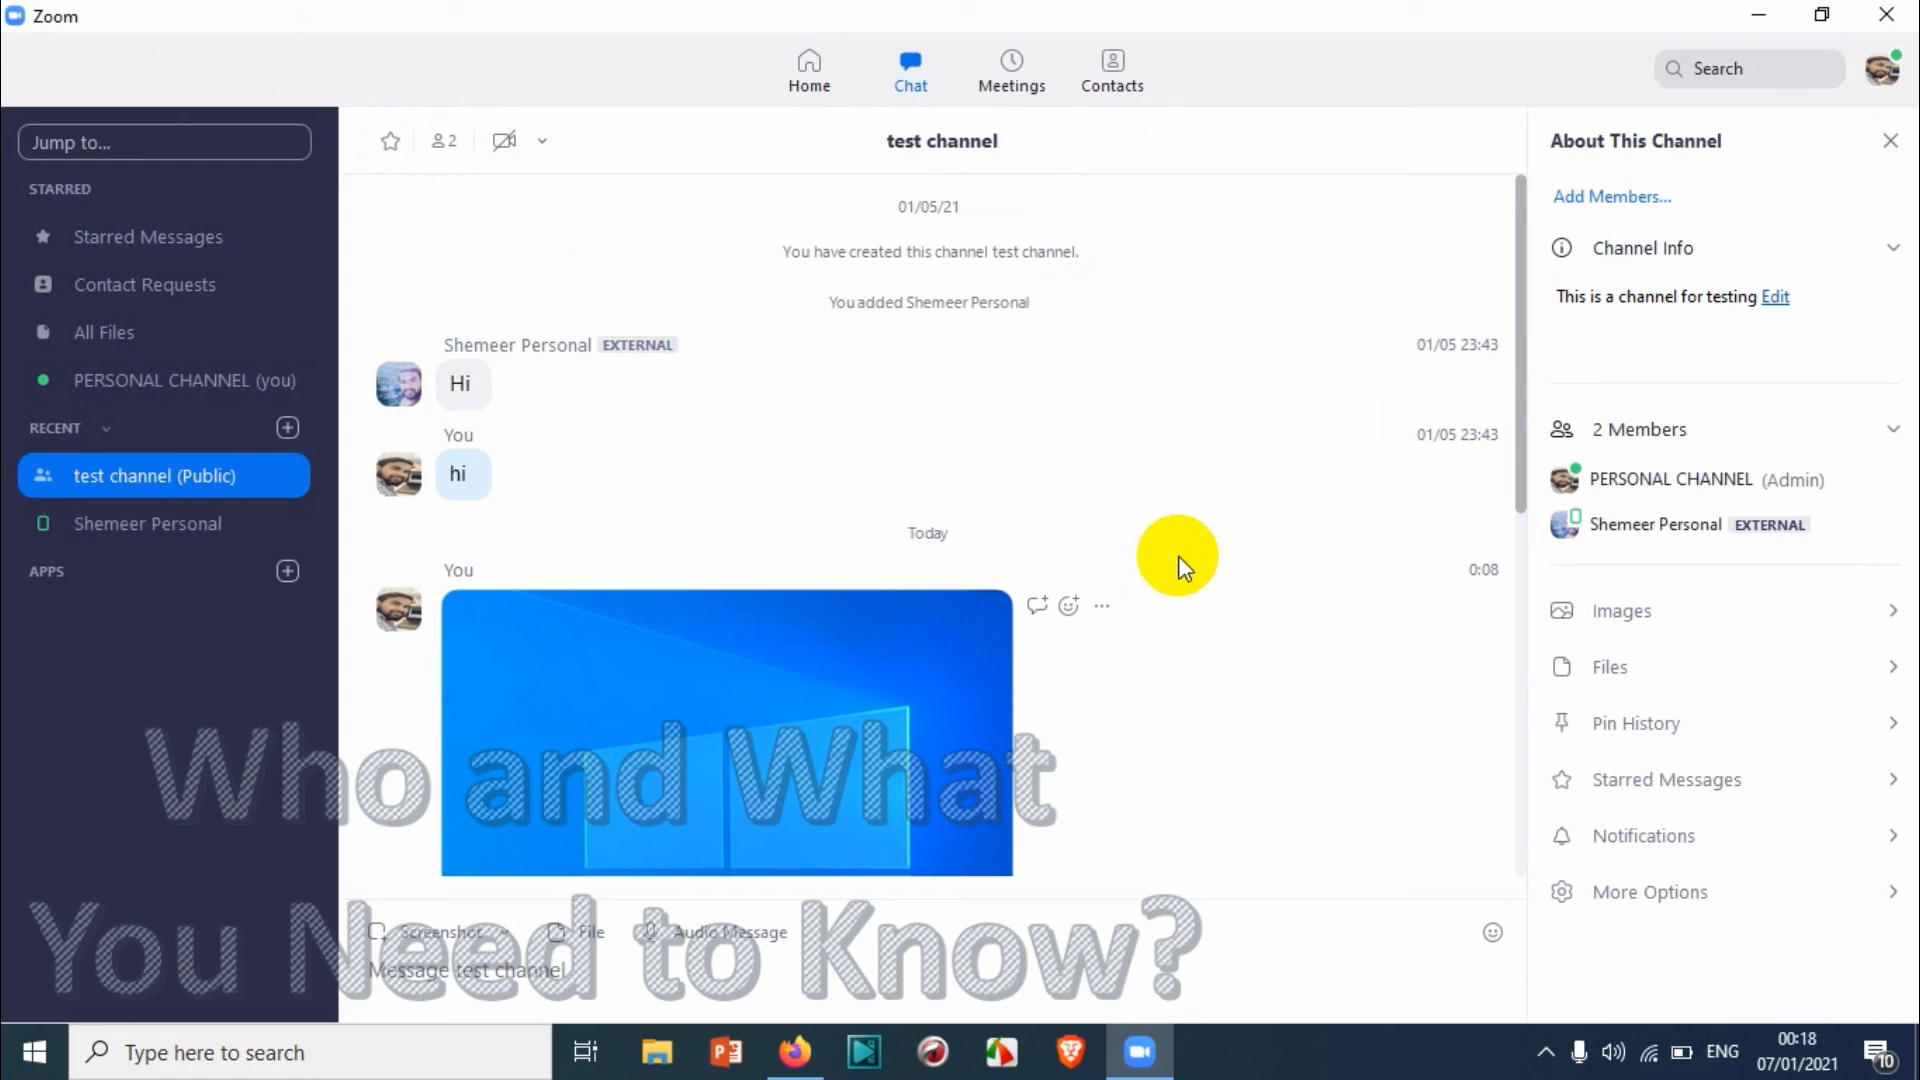 Zoom
Home
Chat
Meetings
Contacts
Search
Jump to...
STARRED
Starred Messages
Contact Requests
All Files
PERSONAL CHANNEL (you)
RECENT
test channel (Public)
Shemeer Personal
APPS
2
test channel
01/05/21
You have created this channel test channel.
You added Shemeer Personal
Shemeer Personal EXTERNAL 01/05 23:43
Hi
You 01/05 23:43
hi
Today
You 0:08
Screenshot File Audio Message
Message test channel
Who and What
You Need to Know?
About This Channel
Add Members...
Channel Info
This is a channel for testing Edit
2 Members
PERSONAL CHANNEL (Admin)
Shemeer Personal EXTERNAL
Images
Files
Pin History
Starred Messages
Notifications
More Options
Type here to search
ENG
00:18
07/01/2021
10